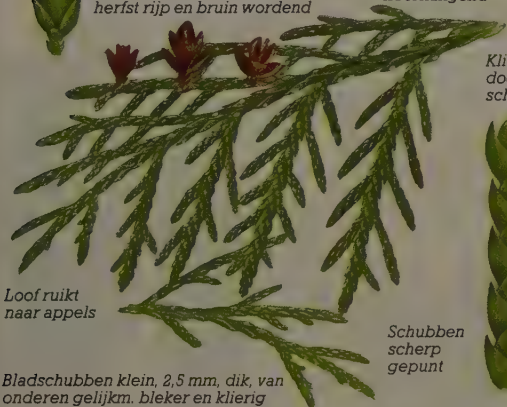 herfst rijp en bruin wordend
Loof ruikt
naar appels
Schubben
scherp
gepunt
Bladschubben klein, 2,5 mm, dik, van
onderen gelijkm. bleker en klierig